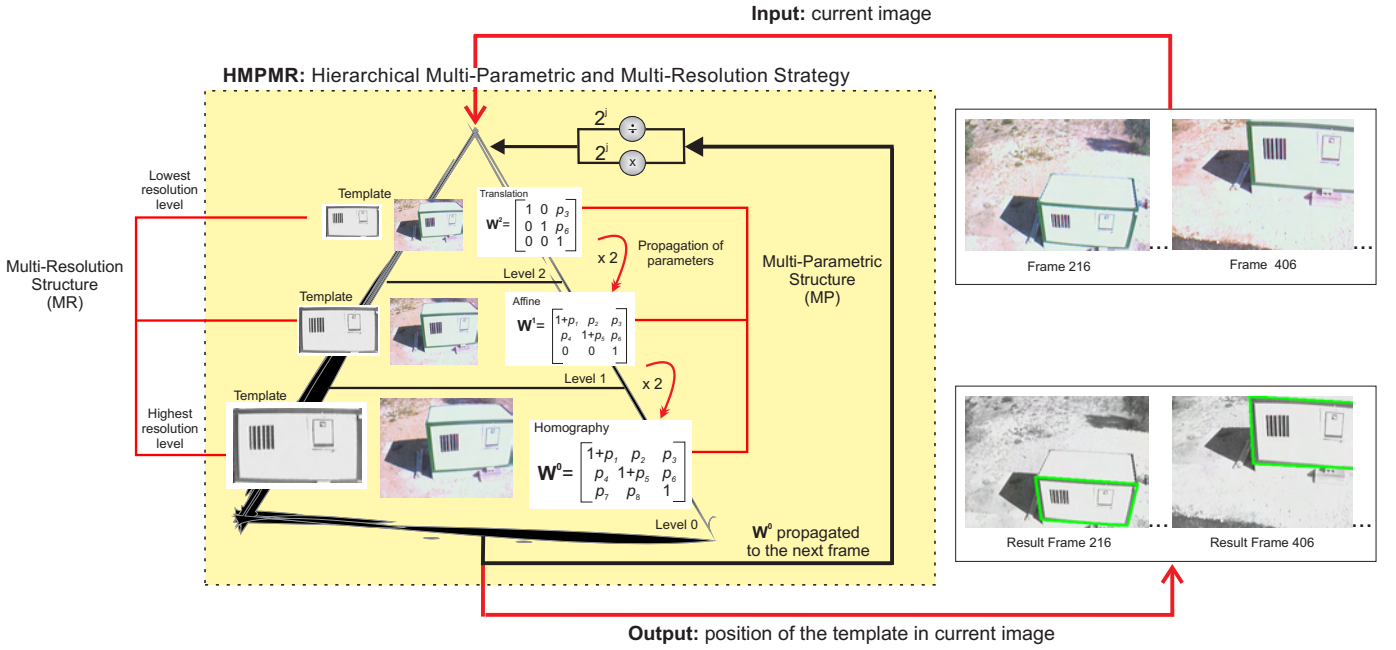 Input: current image
HMPMR: Hierarchical Multi-Parametric and Multi-Resolution Strategy
2^j
÷
2^j
x
Lowest
resolution
level
Template
Translation
W²= [1 0 p₃
0 1 p₆
0 0 1]
x 2
Propagation of
parameters
Level 2
Multi-Resolution
Structure
(MR)
Multi-Parametric
Structure
(MP)
Template
Affine
W¹= [1+p₁ p₂ p₃
p₄ 1+p₅ p₆
0 0 1]
Level 1
x 2
Highest
resolution
level
Template
Homography
W⁰= [1+p₁ p₂ p₃
p₄ 1+p₅ p₆
p₇ p₈ 1]
Level 0
W⁰ propagated
to the next frame
...
...
Frame 216
Frame 406
...
...
Result Frame 216
Result Frame 406
Output: position of the template in current image